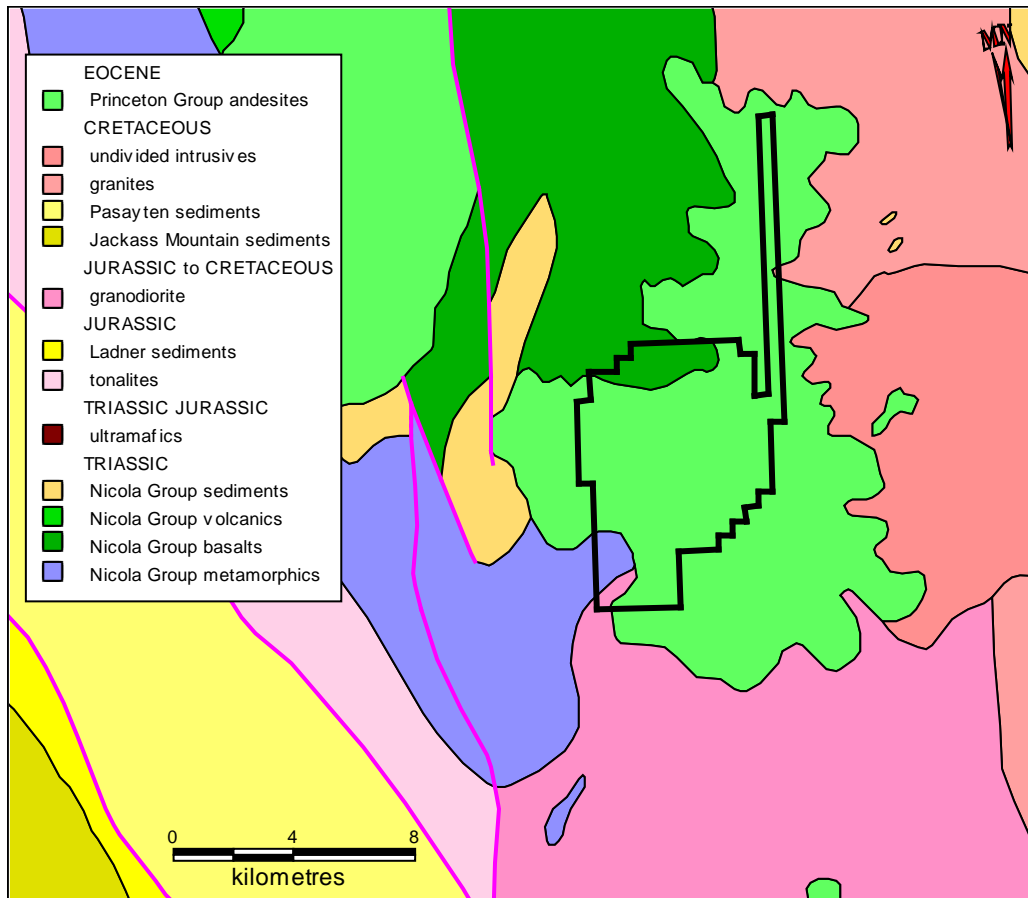 MN
EOCENE
Princeton Group andesites
CRETACEOUS
undivided intrusives
granites
Pasayten sediments
Jackass Mountain sediments
JURASSIC to CRETACEOUS
granodiorite
JURASSIC
Ladner sediments
tonalites
TRIASSIC JURASSIC
ultramafics
TRIASSIC
Nicola Group sediments
Nicola Group volcanics
Nicola Group basalts
Nicola Group metamorphics
0 4 8
kilometres